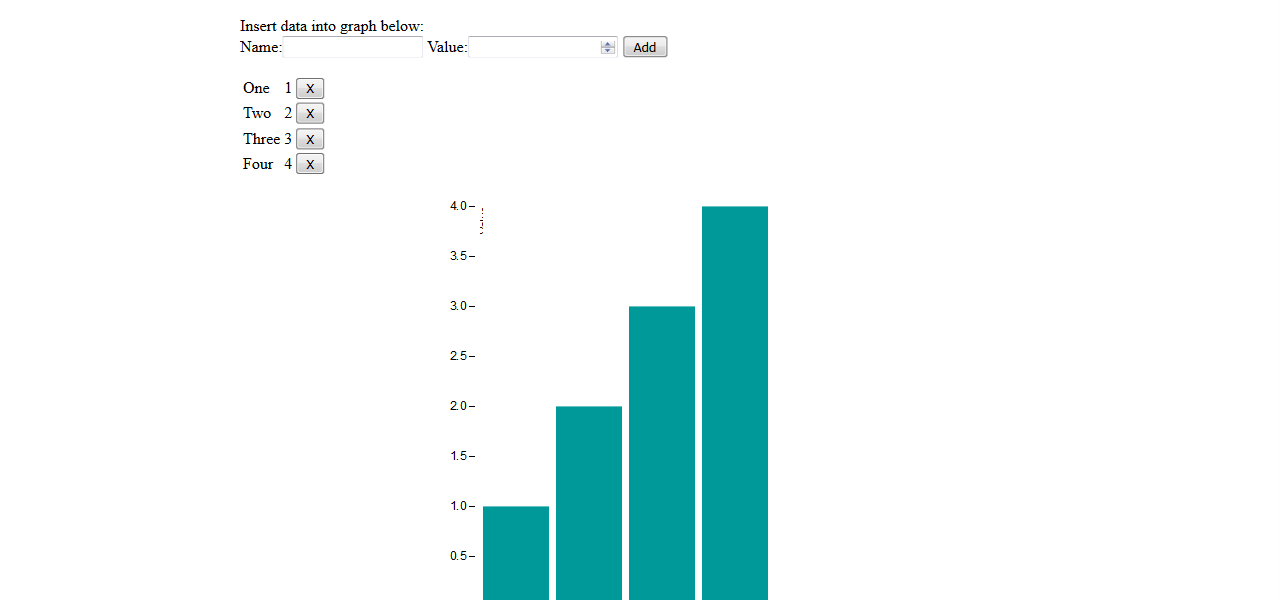 Insert data into graph below:
Name: Value: Add
One 1 X
Two 2 X
Three 3 X
Four 4 X
4.0
3.5
3.0
2.5
2.0
1.5
1.0
0.5